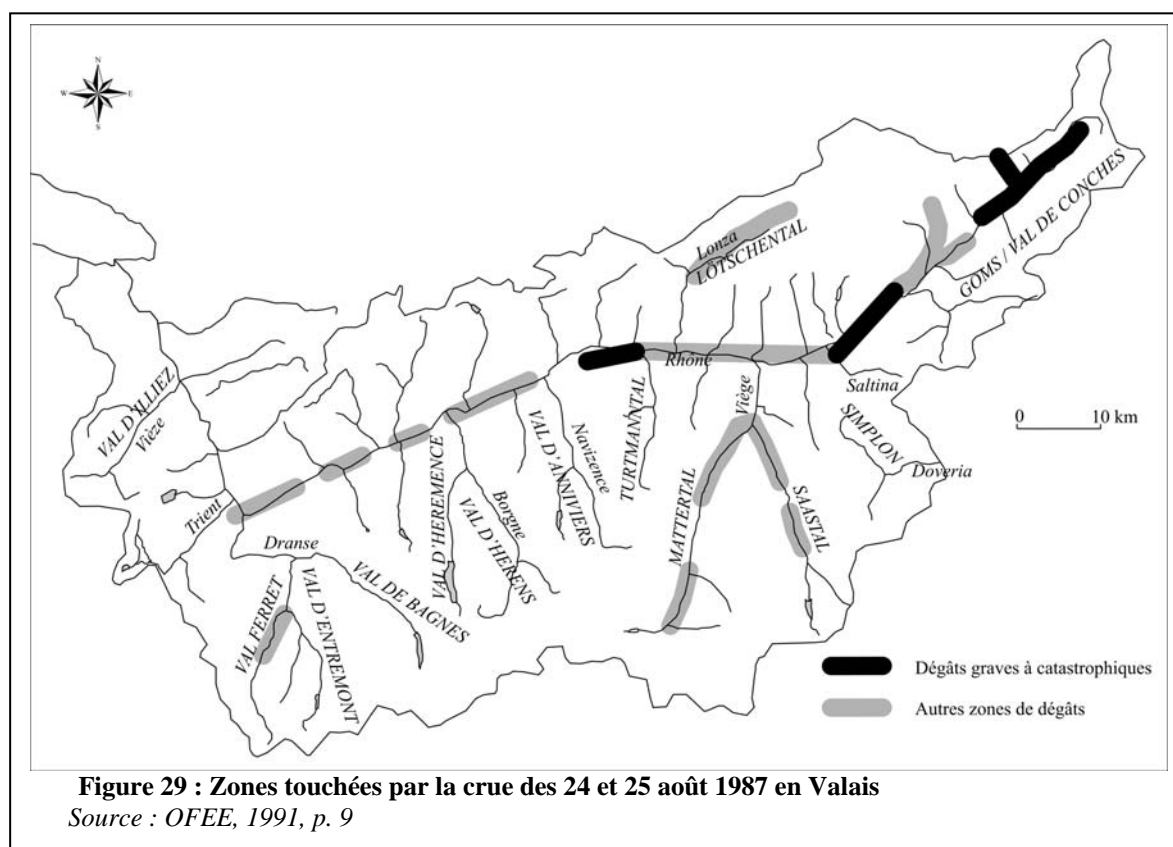 N
W
E
S
Lonza
LÖTSCHENTAL
GOMS / VAL DE CONCHES
Rhône
Saltina
VAL D'ILLIEZ
Vièze
Viège
0 10 km
SIMPLON
Doveria
VAL D'HEREMENCE
VAL D'ANNIVIERS
Navizence
TURTMANNTAL
Borgne
VAL D'HERENS
MATTERTAL
SAASTAL
Trient
Dranse
VAL DE BAGNES
VAL FERRET
VAL D'ENTREMONT
Dégâts graves à catastrophiques
Autres zones de dégâts
Figure 29 : Zones touchées par la crue des 24 et 25 août 1987 en Valais
Source : OFEE, 1991, p. 9